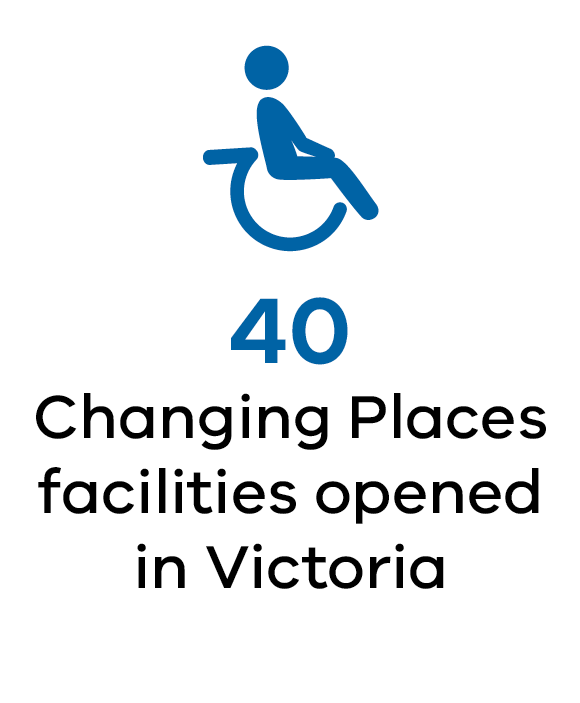 40
Changing Places
facilities opened
in Victoria